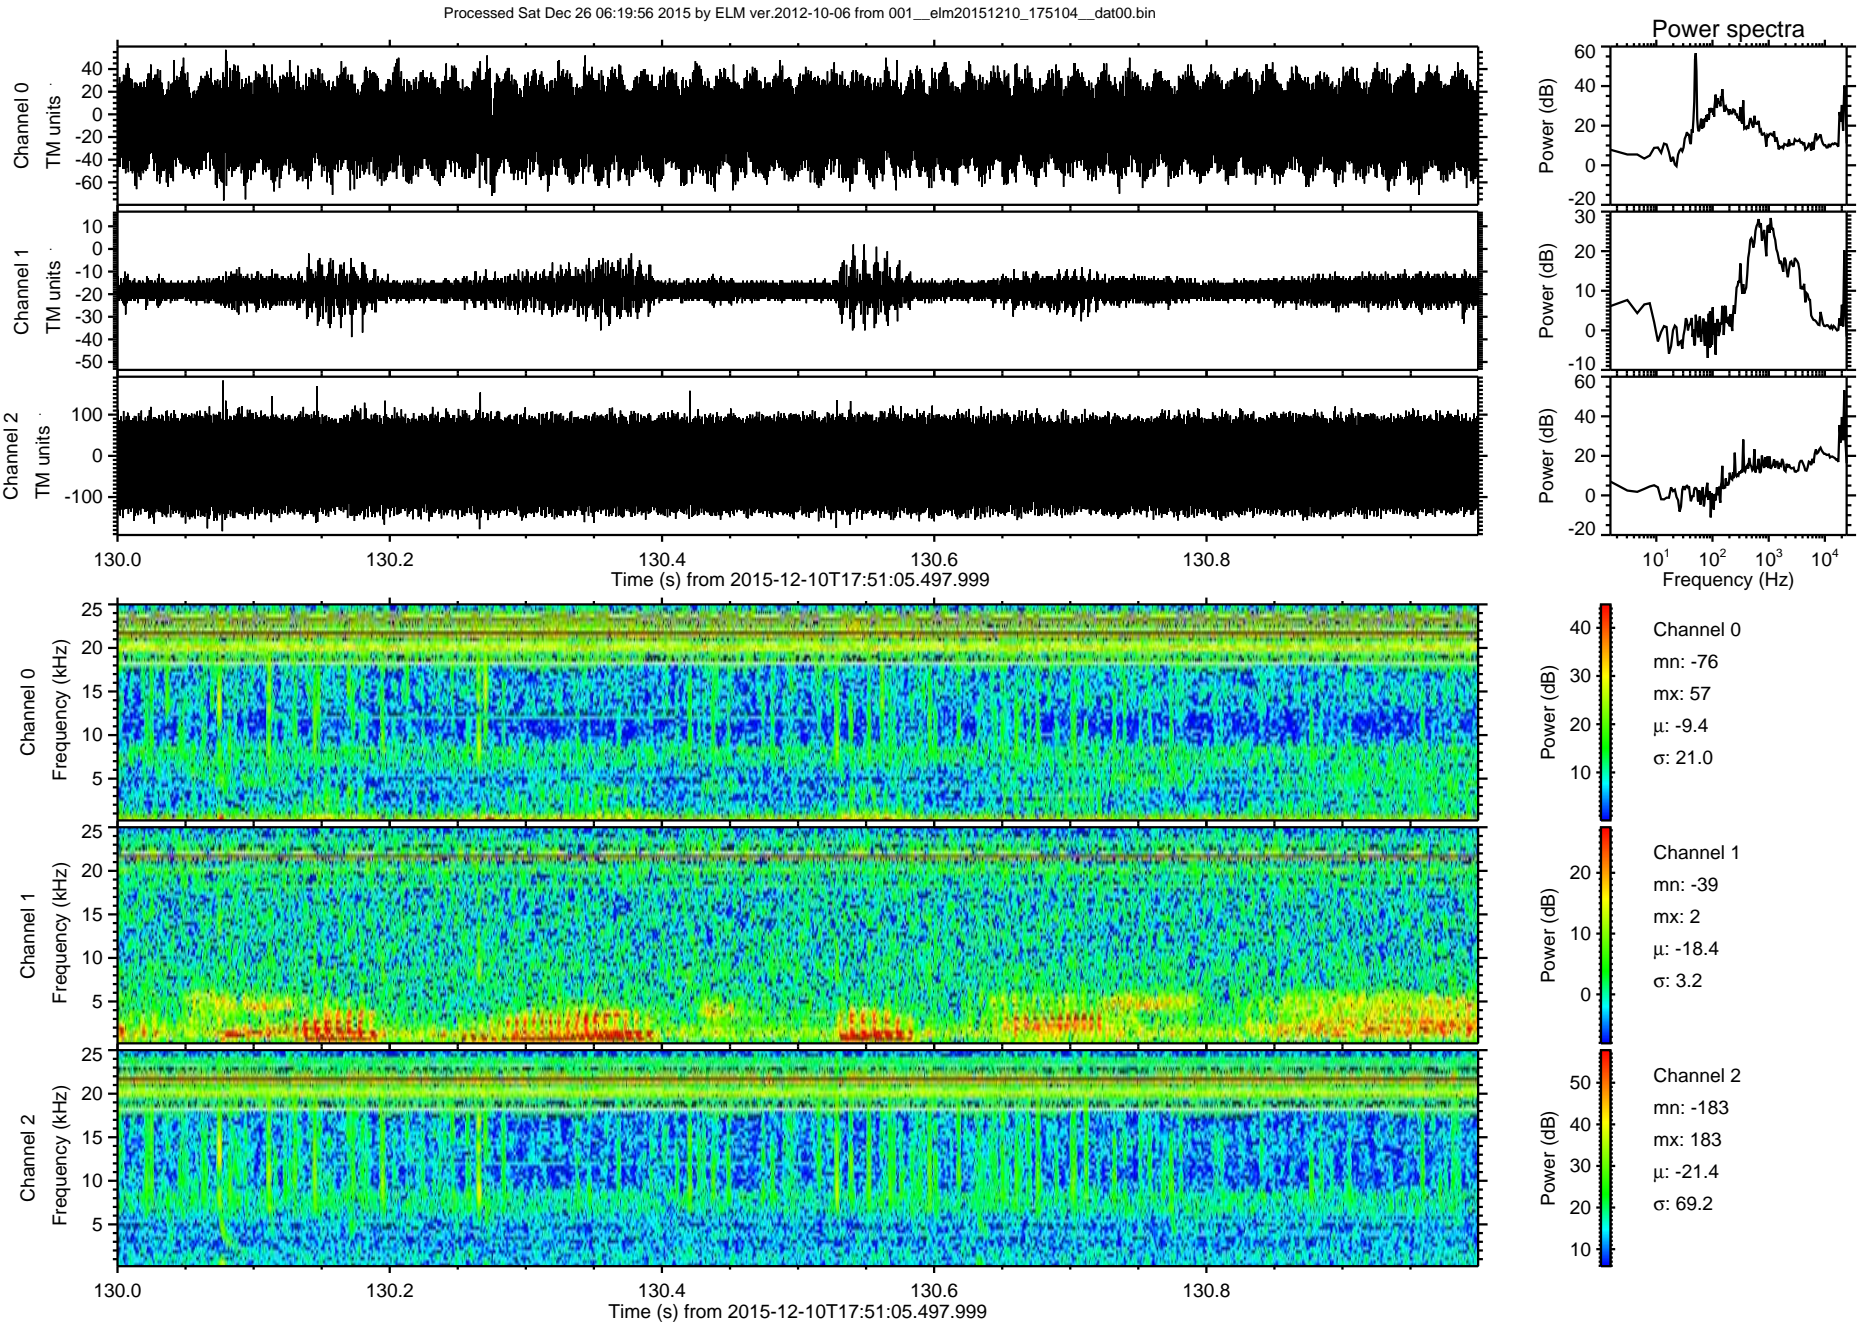 Processed Sat Dec 26 06:19:56 2015 by ELM ver.2012-10-06 from 001__elm20151210_175104__dat00.bin
Power spectra
Channel 0
TM units
40
20
0
-20
-40
-60
Power (dB)
60
40
20
0
-20
Channel 1
TM units
10
0
-10
-20
-30
-40
-50
Power (dB)
30
20
10
0
-10
Channel 2
TM units
100
0
-100
Power (dB)
60
40
20
0
-20
130.0 130.2 130.4 130.6 130.8
Time (s) from 2015-12-10T17:51:05.497.999
10^1 10^2 10^3 10^4
Frequency (Hz)
Channel 0
Frequency (kHz)
25
20
15
10
5
Power (dB)
40
30
20
10
Channel 0
mn: -76
mx: 57
µ: -9.4
σ: 21.0
Channel 1
Frequency (kHz)
25
20
15
10
5
Power (dB)
20
10
0
Channel 1
mn: -39
mx: 2
µ: -18.4
σ: 3.2
Channel 2
Frequency (kHz)
25
20
15
10
5
Power (dB)
50
40
30
20
10
Channel 2
mn: -183
mx: 183
µ: -21.4
σ: 69.2
130.0 130.2 130.4 130.6 130.8
Time (s) from 2015-12-10T17:51:05.497.999